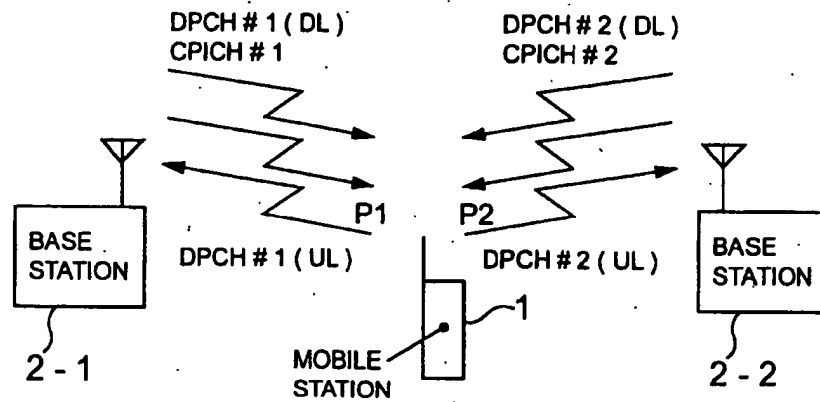 DPCH # 1 ( DL )
CPICH # 1
DPCH # 2 ( DL )
CPICH # 2
P1
P2
BASE
STATION
DPCH # 1 ( UL )
DPCH # 2 ( UL )
BASE
STATION
1
2 - 1
MOBILE
STATION
2 - 2